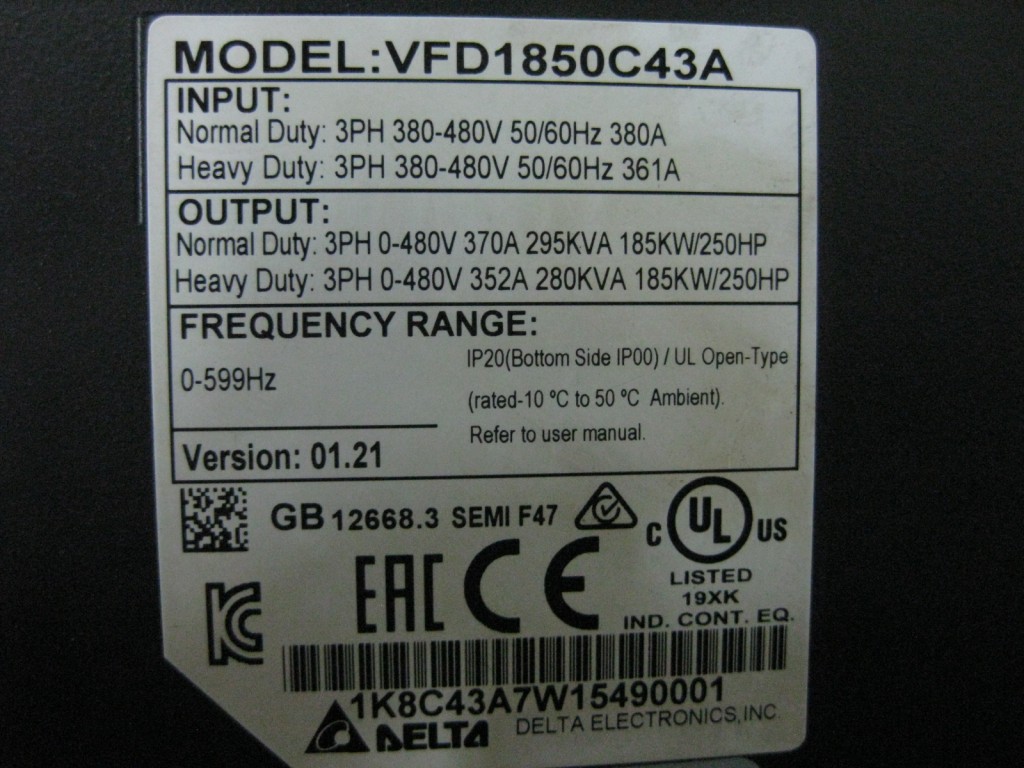 MODEL:VFD1850C43A
INPUT:
Normal Duty: 3PH 380-480V 50/60Hz 380A
Heavy Duty: 3PH 380-480V 50/60Hz 361A
OUTPUT:
Normal Duty: 3PH 0-480V 370A 295KVA 185KW/250HP
Heavy Duty: 3PH 0-480V 352A 280KVA 185KW/250HP
FREQUENCY RANGE:
0-599Hz
IP20(Bottom Side IP00) / UL Open-Type
(rated-10 ºC to 50 ºC Ambient).
Refer to user manual.
Version: 01.21
GB 12668.3 SEMI F47
C UL US
LISTED
19XK
IND. CONT. EQ.
KC
EAC CE
1K8C43A7W15490001
DELTA DELTA ELECTRONICS,INC.